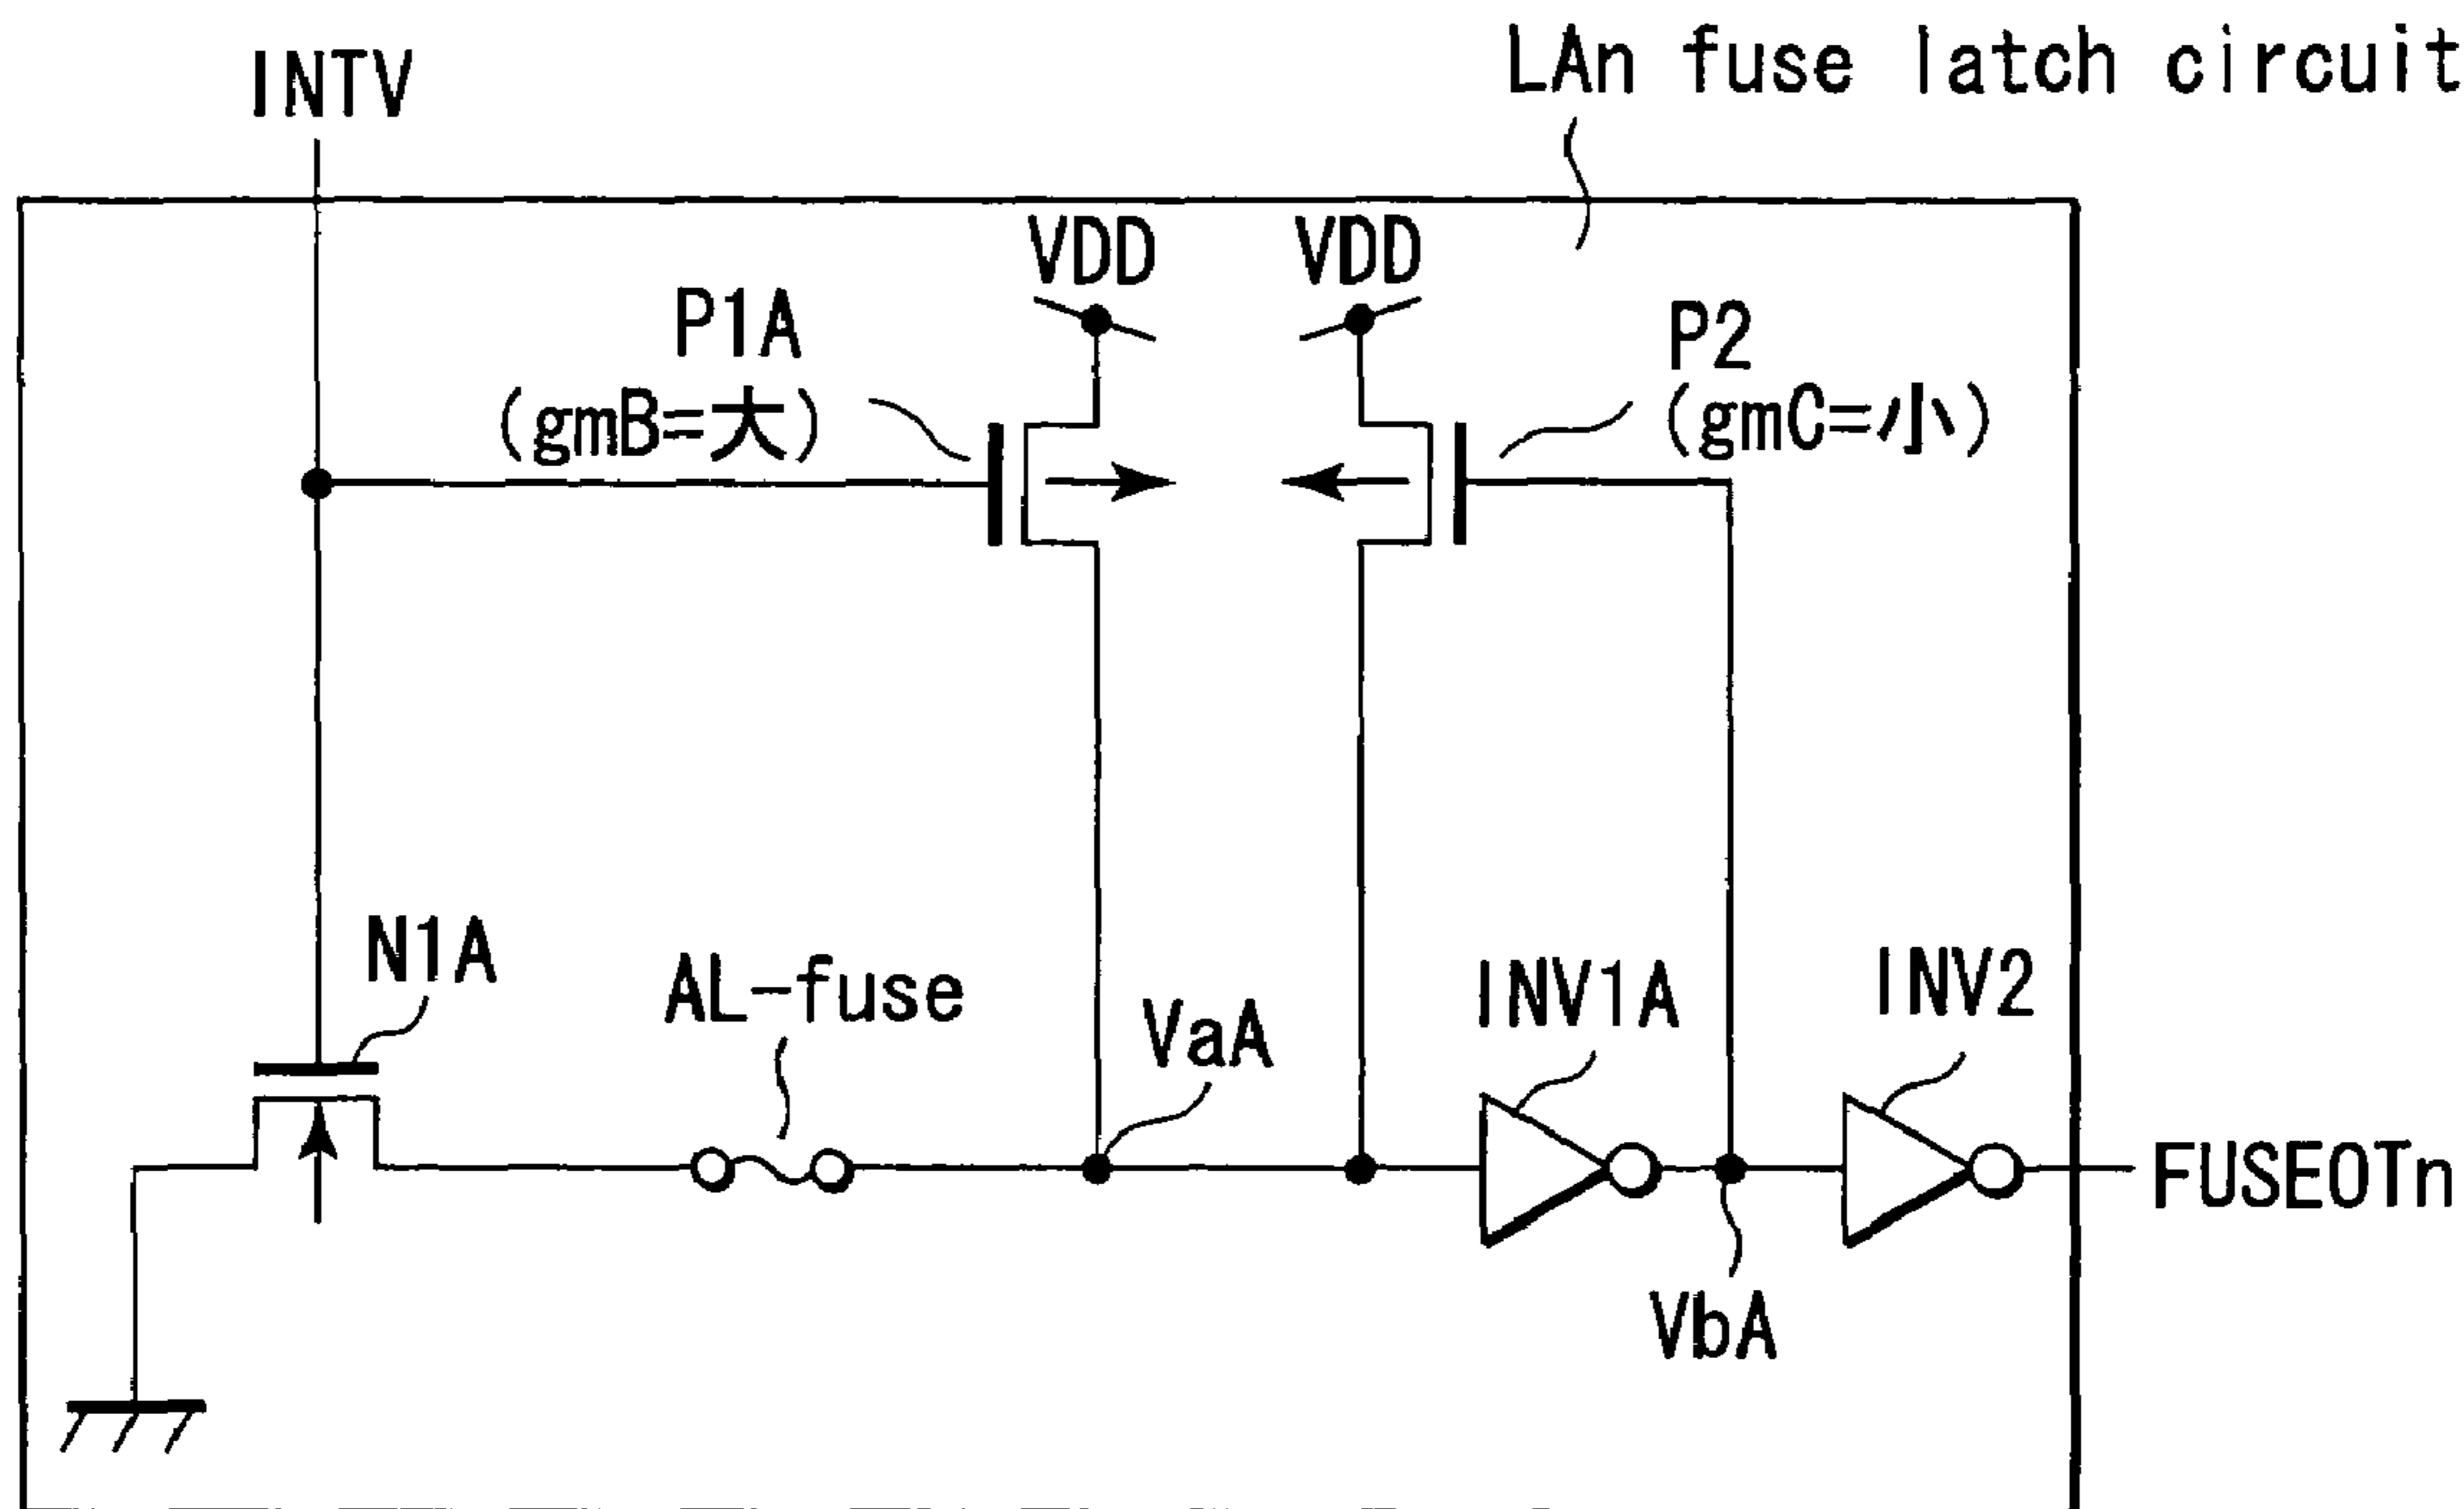 INTV
LAn fuse latch circuit
VDD
VDD
P1A
(gmB=大)
P2
(gmC=小)
N1A
AL-fuse
VaA
INV1A
INV2
FUSEOTn
VbA